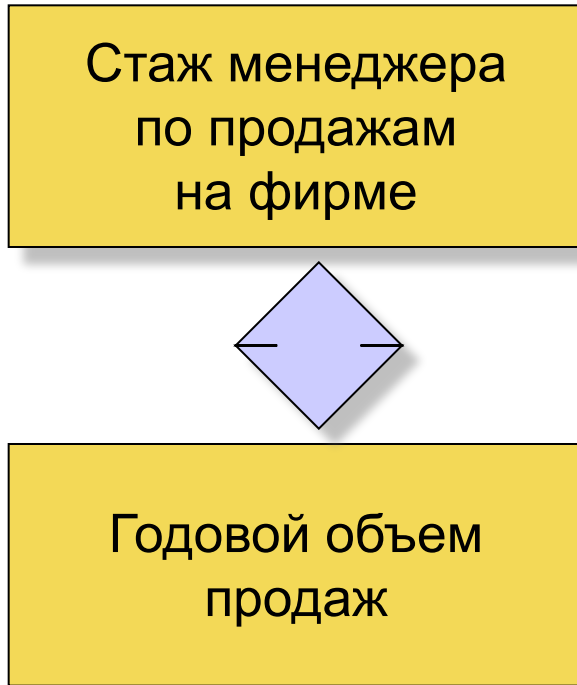 Стаж менеджера
по продажам
на фирме
Годовой объем
продаж